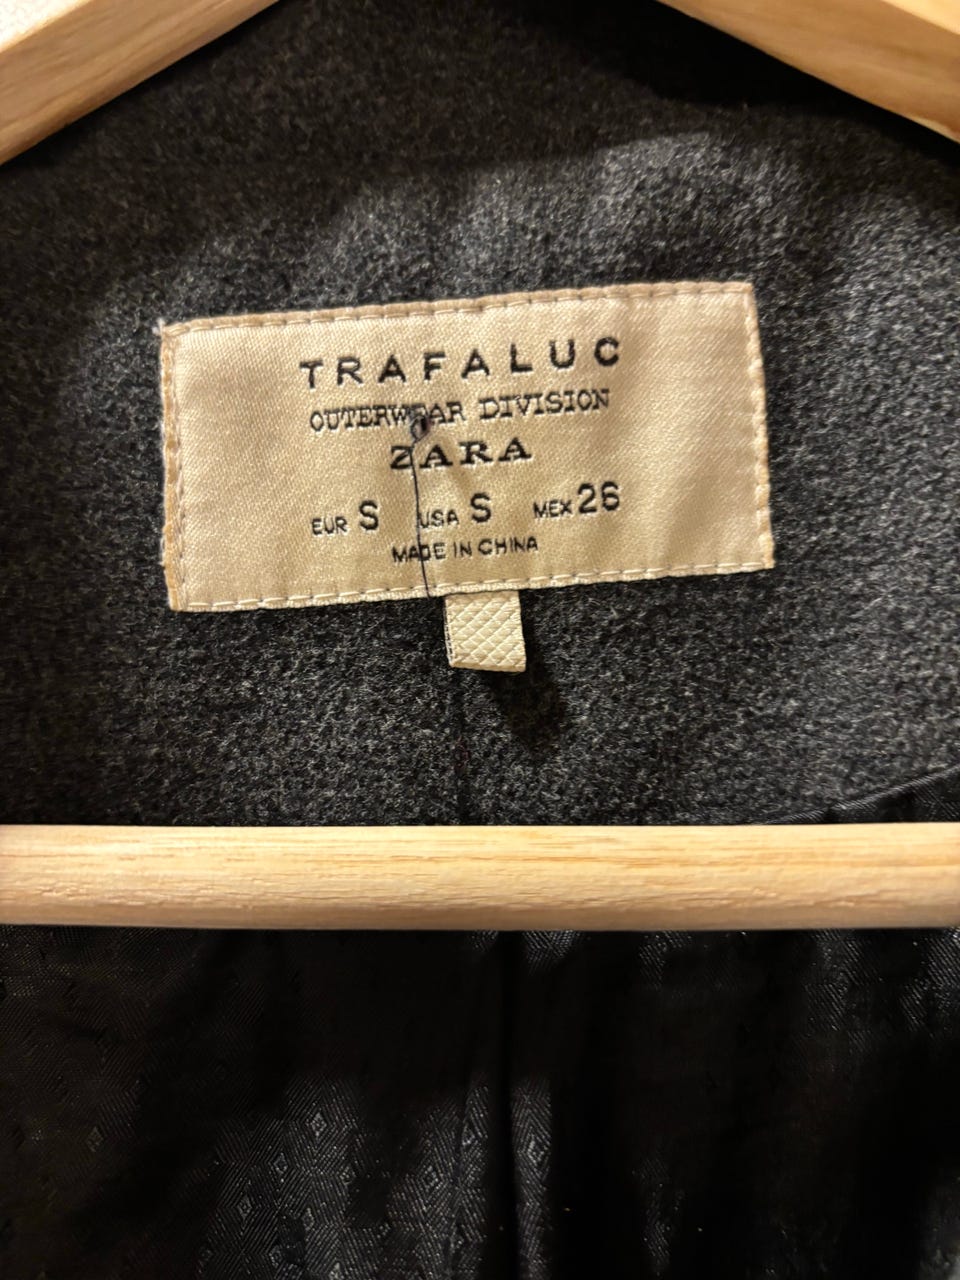 TRAFALUC
OUTERWEAR DIVISION
ZARA
EUR S USA S MEX 26
MADE IN CHINA